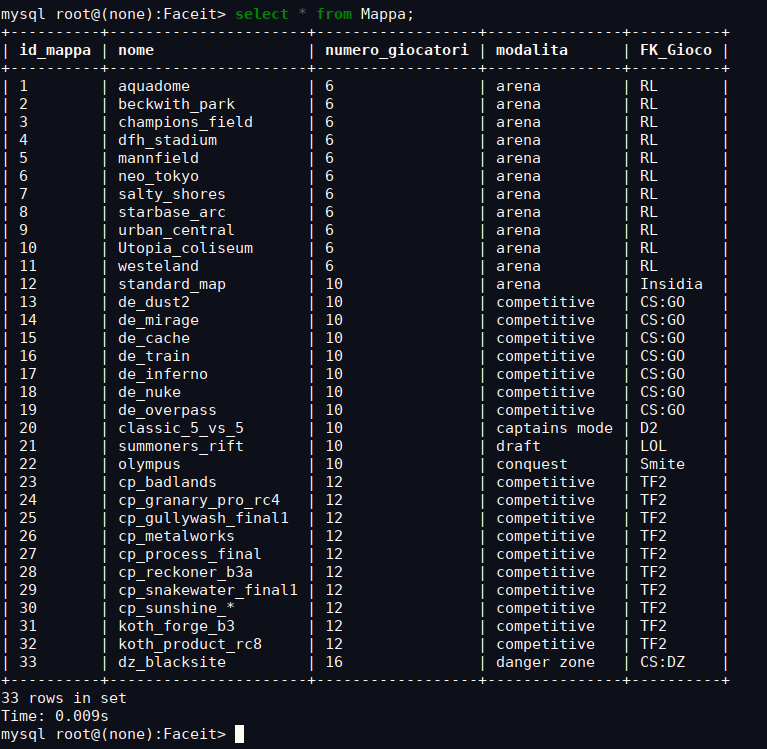 mysql root@(none):Faceit> select * from Mappa;
+----------+----------------------+------------------+---------------+----------+
| id_mappa | nome                 | numero_giocatori | modalita      | FK_Gioco |
+----------+----------------------+------------------+---------------+----------+
| 1        | aquadome             | 6                | arena         | RL       |
| 2        | beckwith_park        | 6                | arena         | RL       |
| 3        | champions_field      | 6                | arena         | RL       |
| 4        | dfh_stadium          | 6                | arena         | RL       |
| 5        | mannfield            | 6                | arena         | RL       |
| 6        | neo_tokyo            | 6                | arena         | RL       |
| 7        | salty_shores         | 6                | arena         | RL       |
| 8        | starbase_arc         | 6                | arena         | RL       |
| 9        | urban_central        | 6                | arena         | RL       |
| 10       | Utopia_coliseum      | 6                | arena         | RL       |
| 11       | westeland            | 6                | arena         | RL       |
| 12       | standard_map         | 10               | arena         | Insidia  |
| 13       | de_dust2             | 10               | competitive   | CS:GO    |
| 14       | de_mirage            | 10               | competitive   | CS:GO    |
| 15       | de_cache             | 10               | competitive   | CS:GO    |
| 16       | de_train             | 10               | competitive   | CS:GO    |
| 17       | de_inferno           | 10               | competitive   | CS:GO    |
| 18       | de_nuke              | 10               | competitive   | CS:GO    |
| 19       | de_overpass          | 10               | competitive   | CS:GO    |
| 20       | classic_5_vs_5       | 10               | captains mode | D2       |
| 21       | summoners_rift       | 10               | draft         | LOL      |
| 22       | olympus              | 10               | conquest      | Smite    |
| 23       | cp_badlands          | 12               | competitive   | TF2      |
| 24       | cp_granary_pro_rc4   | 12               | competitive   | TF2      |
| 25       | cp_gullywash_final1  | 12               | competitive   | TF2      |
| 26       | cp_metalworks        | 12               | competitive   | TF2      |
| 27       | cp_process_final     | 12               | competitive   | TF2      |
| 28       | cp_reckoner_b3a      | 12               | competitive   | TF2      |
| 29       | cp_snakewater_final1 | 12               | competitive   | TF2      |
| 30       | cp_sunshine_*        | 12               | competitive   | TF2      |
| 31       | koth_forge_b3        | 12               | competitive   | TF2      |
| 32       | koth_product_rc8     | 12               | competitive   | TF2      |
| 33       | dz_blacksite         | 16               | danger zone   | CS:DZ    |
+----------+----------------------+------------------+---------------+----------+
33 rows in set
Time: 0.009s
mysql root@(none):Faceit>